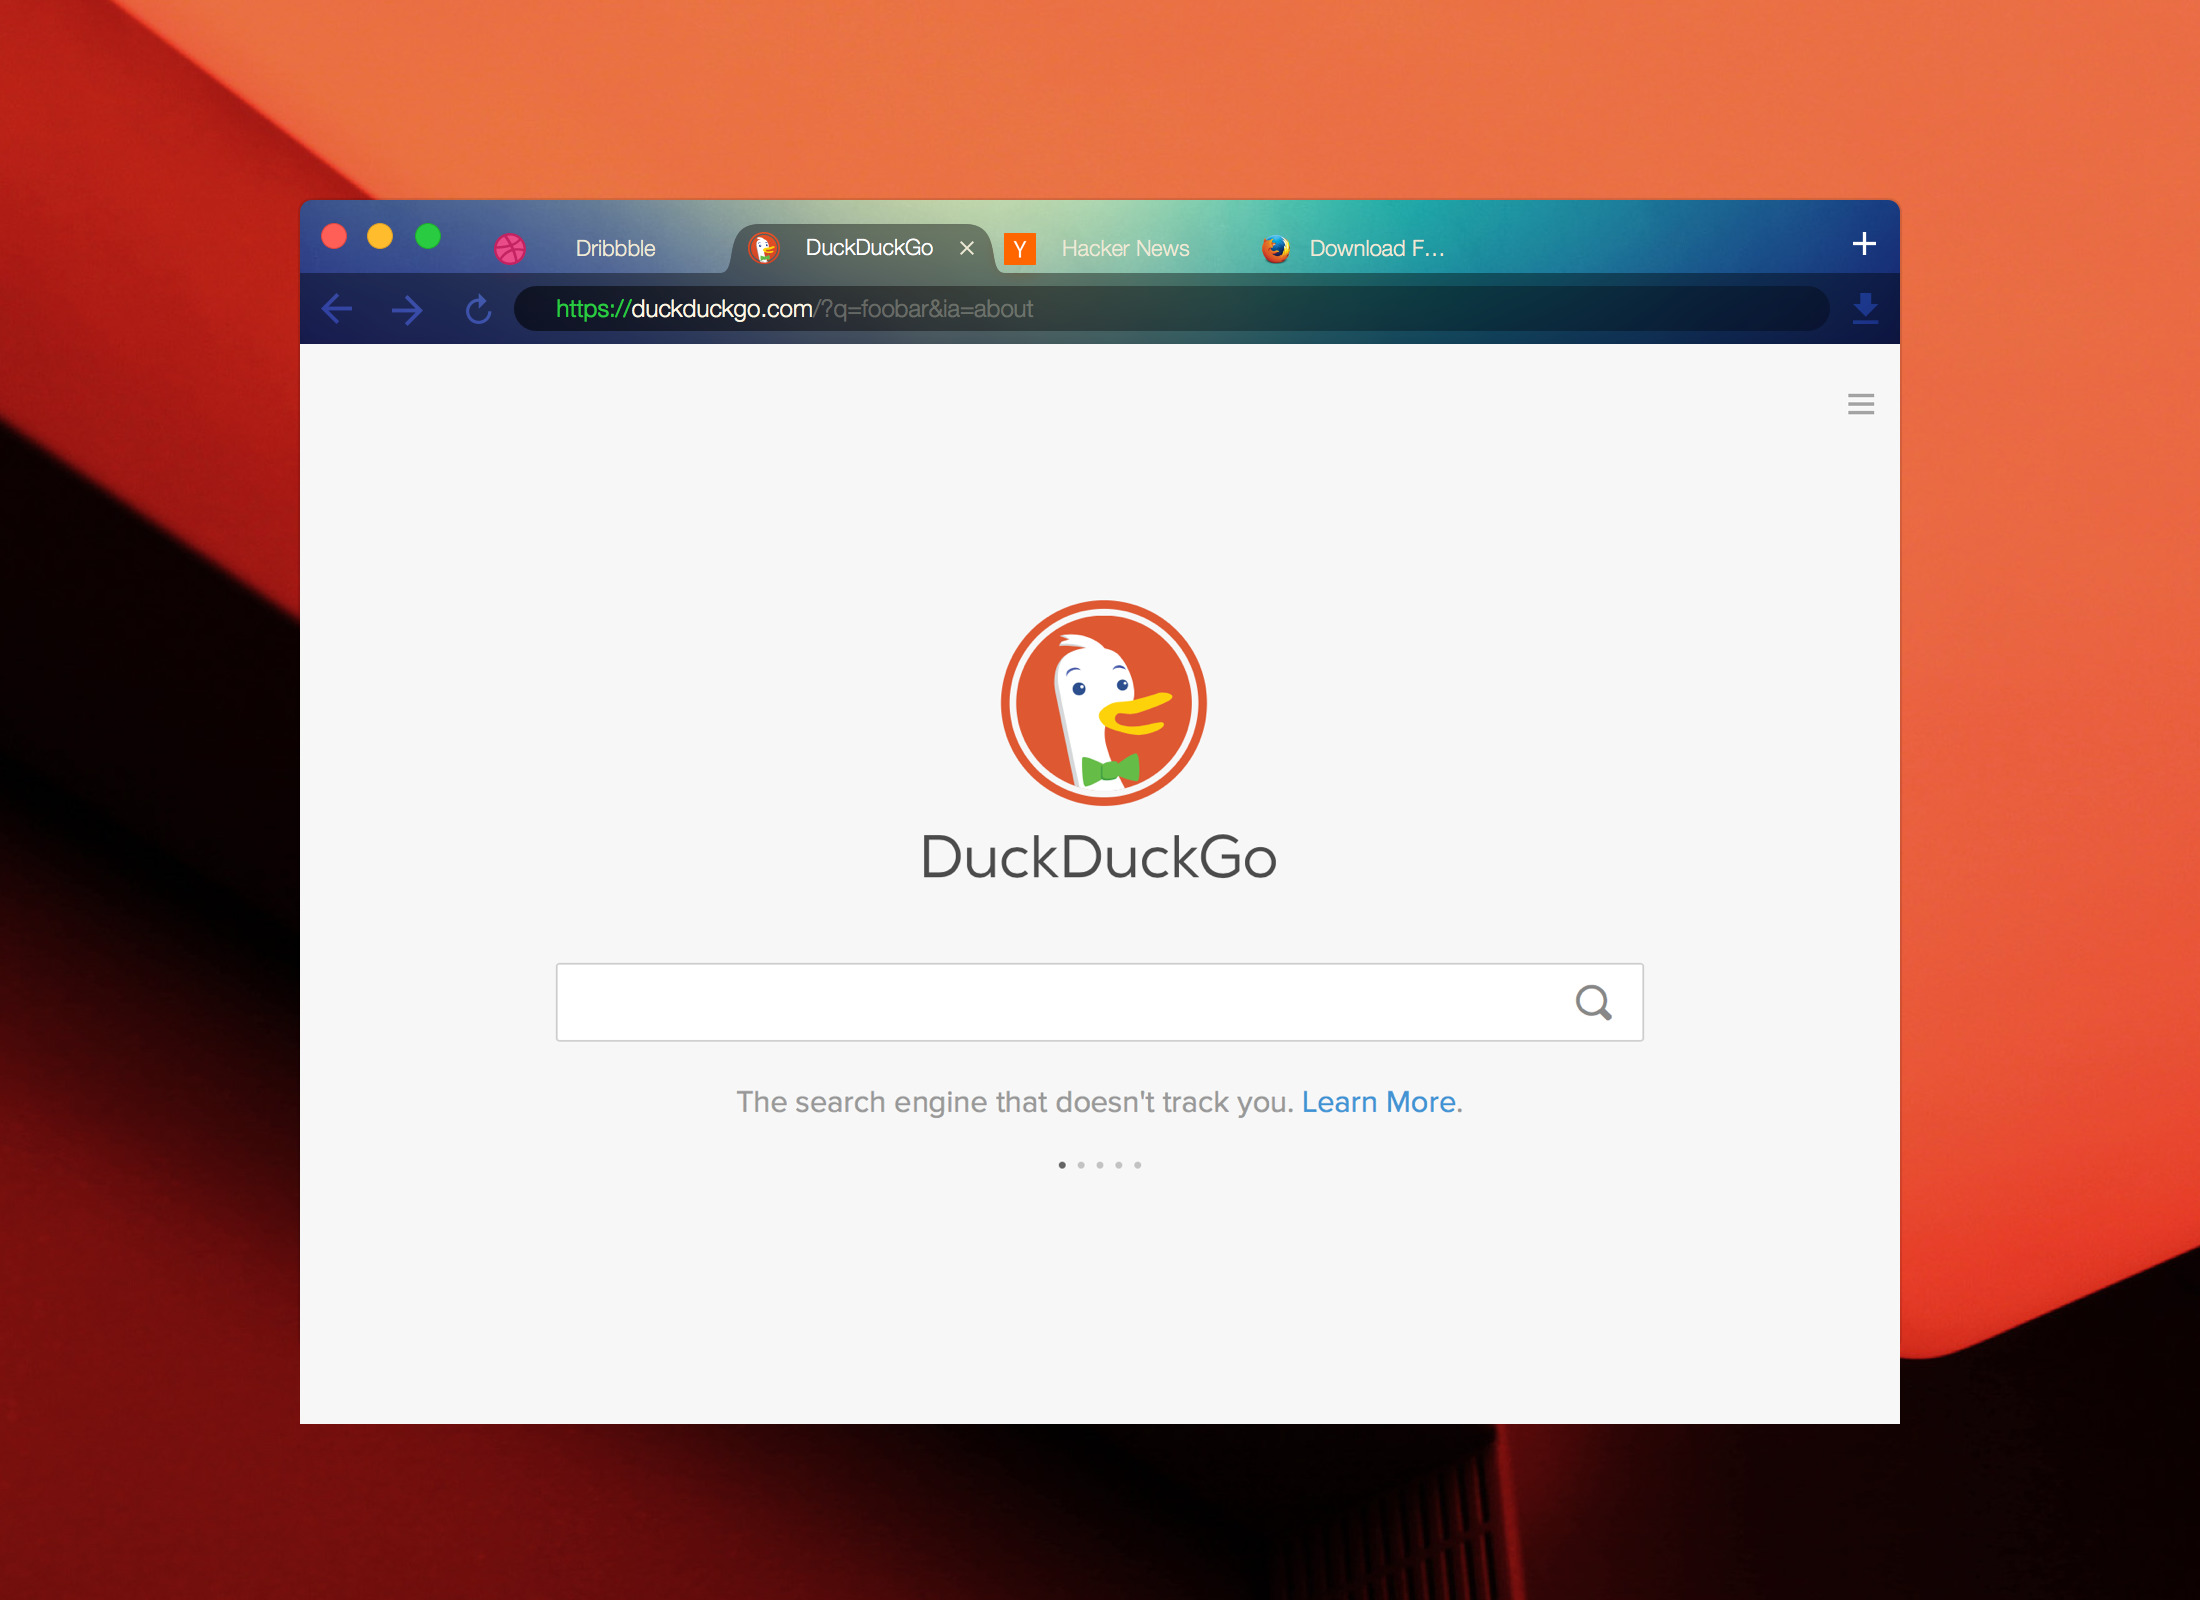 Dribbble
DuckDuckGo
Y
Hacker News
Download F...
https://duckduckgo.com/?q=foobar&ia=about
DuckDuckGo
The search engine that doesn't track you. Learn More.